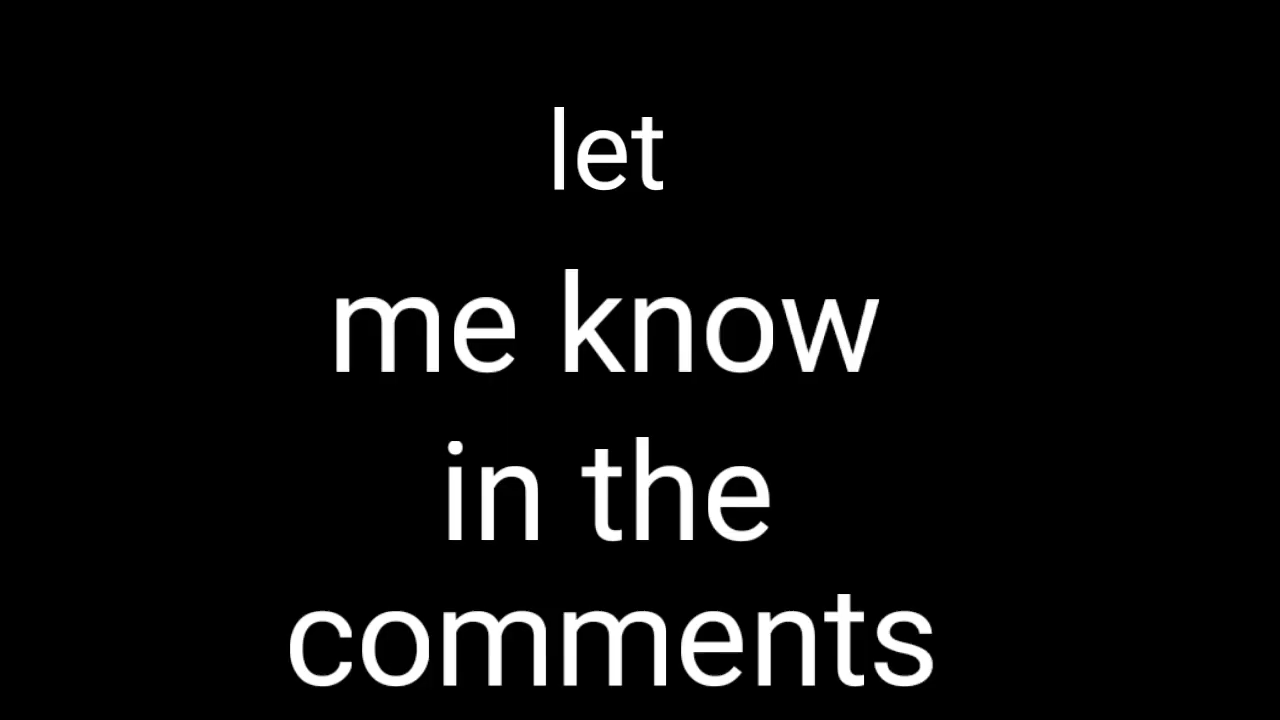 let
me know
in the
comments